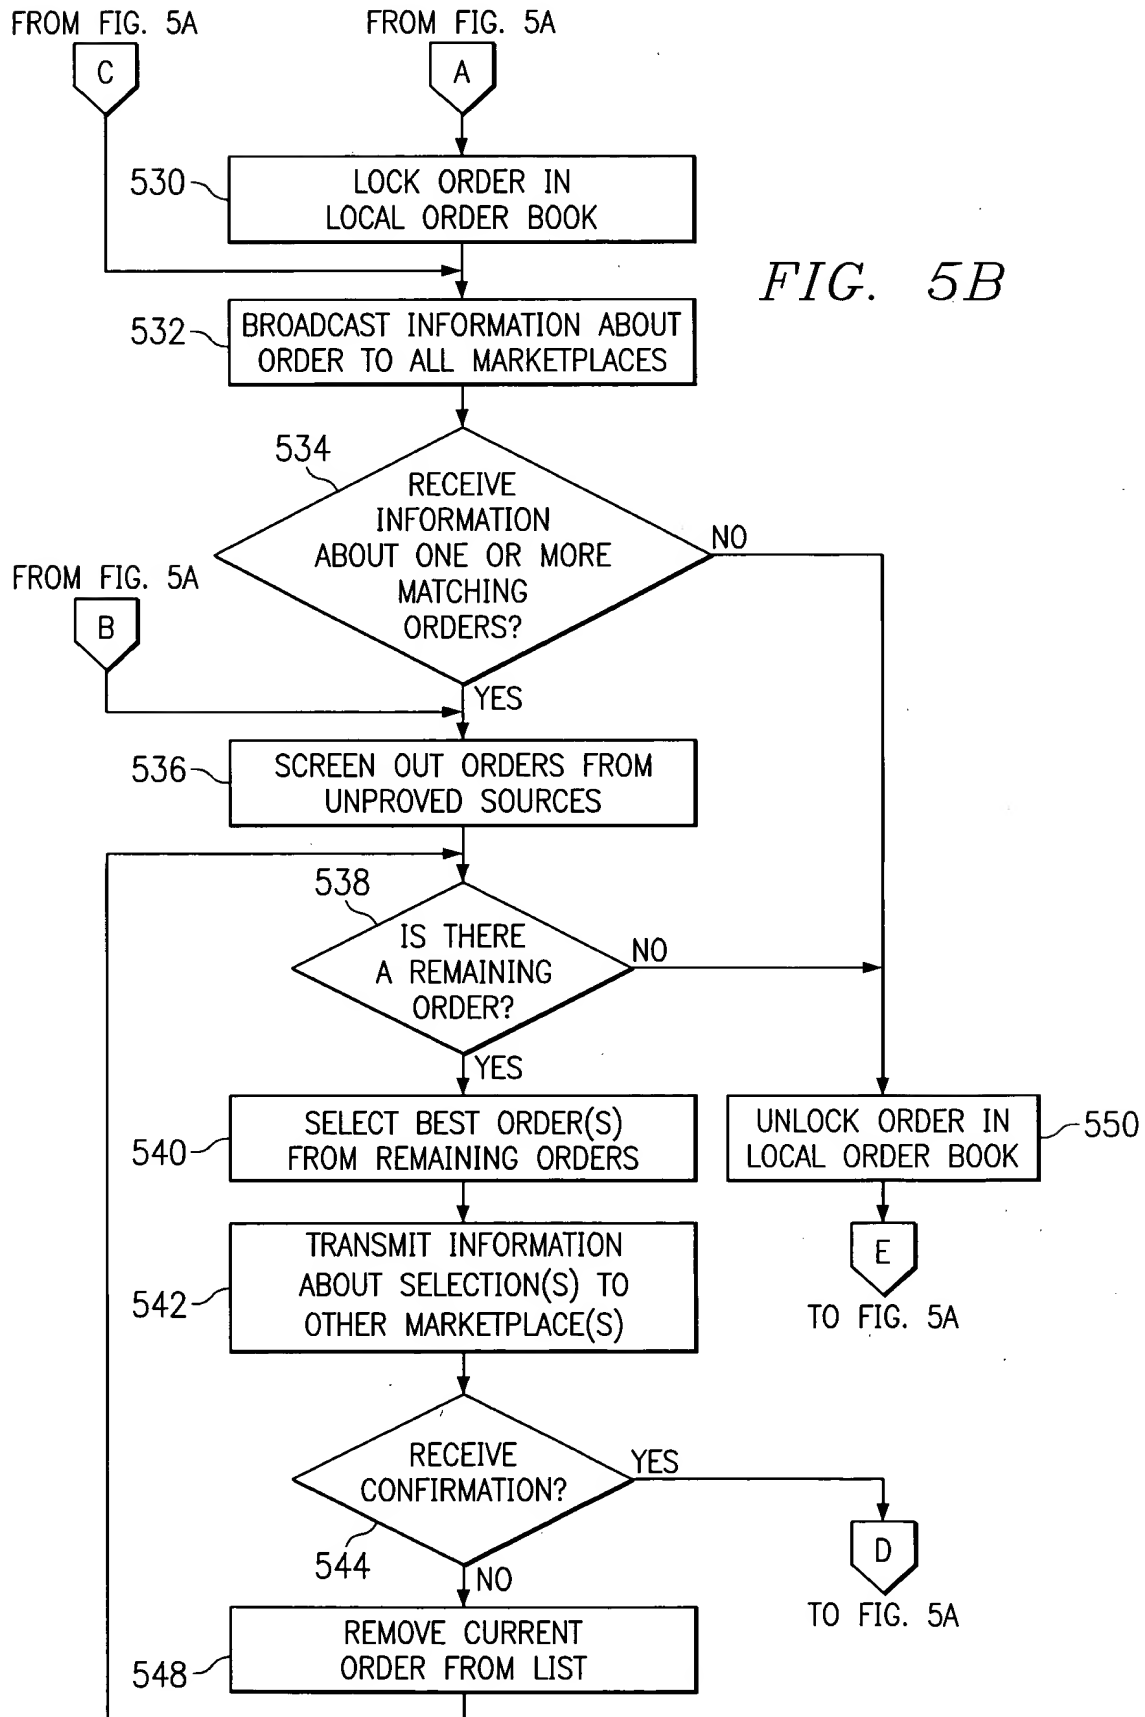 FROM FIG. 5A
FROM FIG. 5A
C
A
530
LOCK ORDER IN
LOCAL ORDER BOOK
FIG. 5B
532
BROADCAST INFORMATION ABOUT
ORDER TO ALL MARKETPLACES
534
RECEIVE
INFORMATION
ABOUT ONE OR MORE
MATCHING
ORDERS?
NO
FROM FIG. 5A
B
YES
536
SCREEN OUT ORDERS FROM
UNPROVED SOURCES
538
IS THERE
A REMAINING
ORDER?
NO
YES
540
SELECT BEST ORDER(S)
FROM REMAINING ORDERS
UNLOCK ORDER IN
LOCAL ORDER BOOK
550
E
TO FIG. 5A
542
TRANSMIT INFORMATION
ABOUT SELECTION(S) TO
OTHER MARKETPLACE(S)
RECEIVE
CONFIRMATION?
YES
544
NO
D
TO FIG. 5A
548
REMOVE CURRENT
ORDER FROM LIST